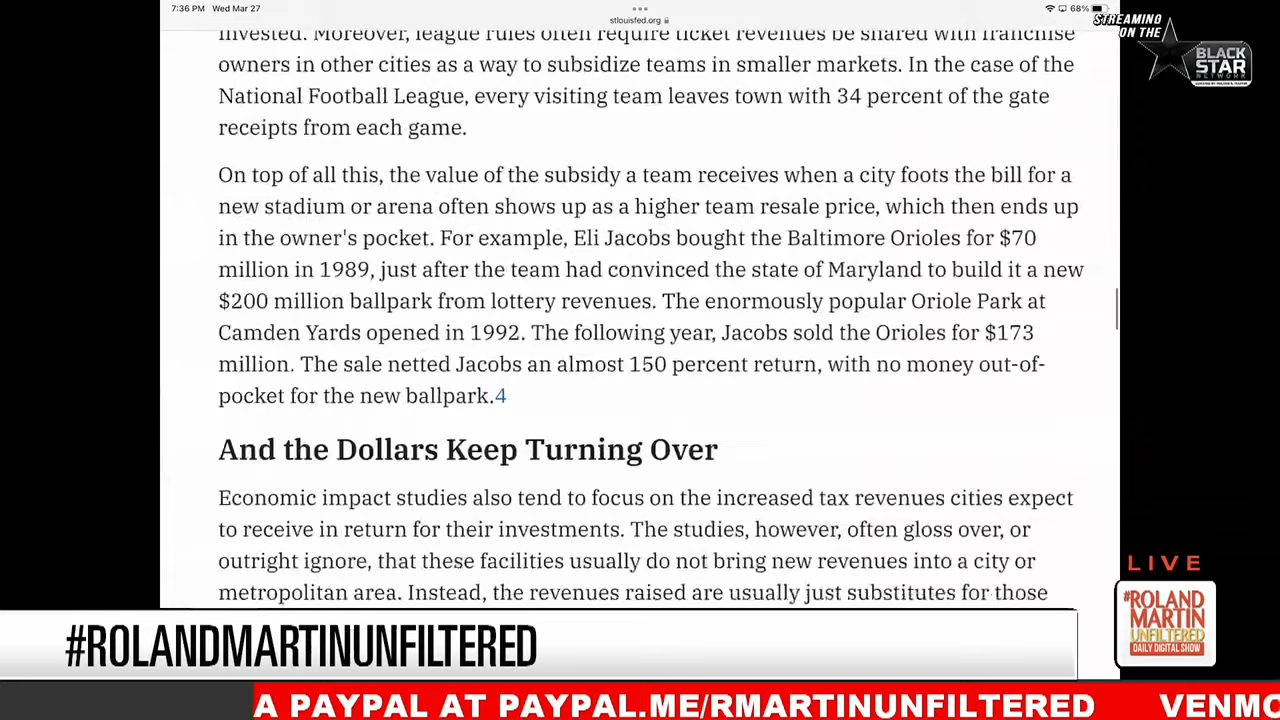 7:36 PM Wed Mar 27
68%
stlouisfed.org
STREAMING
ON THE
BLACK
STAR
NETWORK
invested. Moreover, league rules often require ticket revenues be shared with franchise
owners in other cities as a way to subsidize teams in smaller markets. In the case of the
National Football League, every visiting team leaves town with 34 percent of the gate
receipts from each game.
On top of all this, the value of the subsidy a team receives when a city foots the bill for a
new stadium or arena often shows up as a higher team resale price, which then ends up
in the owner's pocket. For example, Eli Jacobs bought the Baltimore Orioles for $70
million in 1989, just after the team had convinced the state of Maryland to build it a new
$200 million ballpark from lottery revenues. The enormously popular Oriole Park at
Camden Yards opened in 1992. The following year, Jacobs sold the Orioles for $173
million. The sale netted Jacobs an almost 150 percent return, with no money out-of-
pocket for the new ballpark.4
And the Dollars Keep Turning Over
Economic impact studies also tend to focus on the increased tax revenues cities expect
to receive in return for their investments. The studies, however, often gloss over, or
outright ignore, that these facilities usually do not bring new revenues into a city or
metropolitan area. Instead, the revenues raised are usually just substitutes for those
LIVE
#ROLAND
MARTIN
UNFILTERED
DAILY DIGITAL SHOW
#ROLANDMARTINUNFILTERED
A PAYPAL AT PAYPAL.ME/RMARTINUNFILTERED VENMO